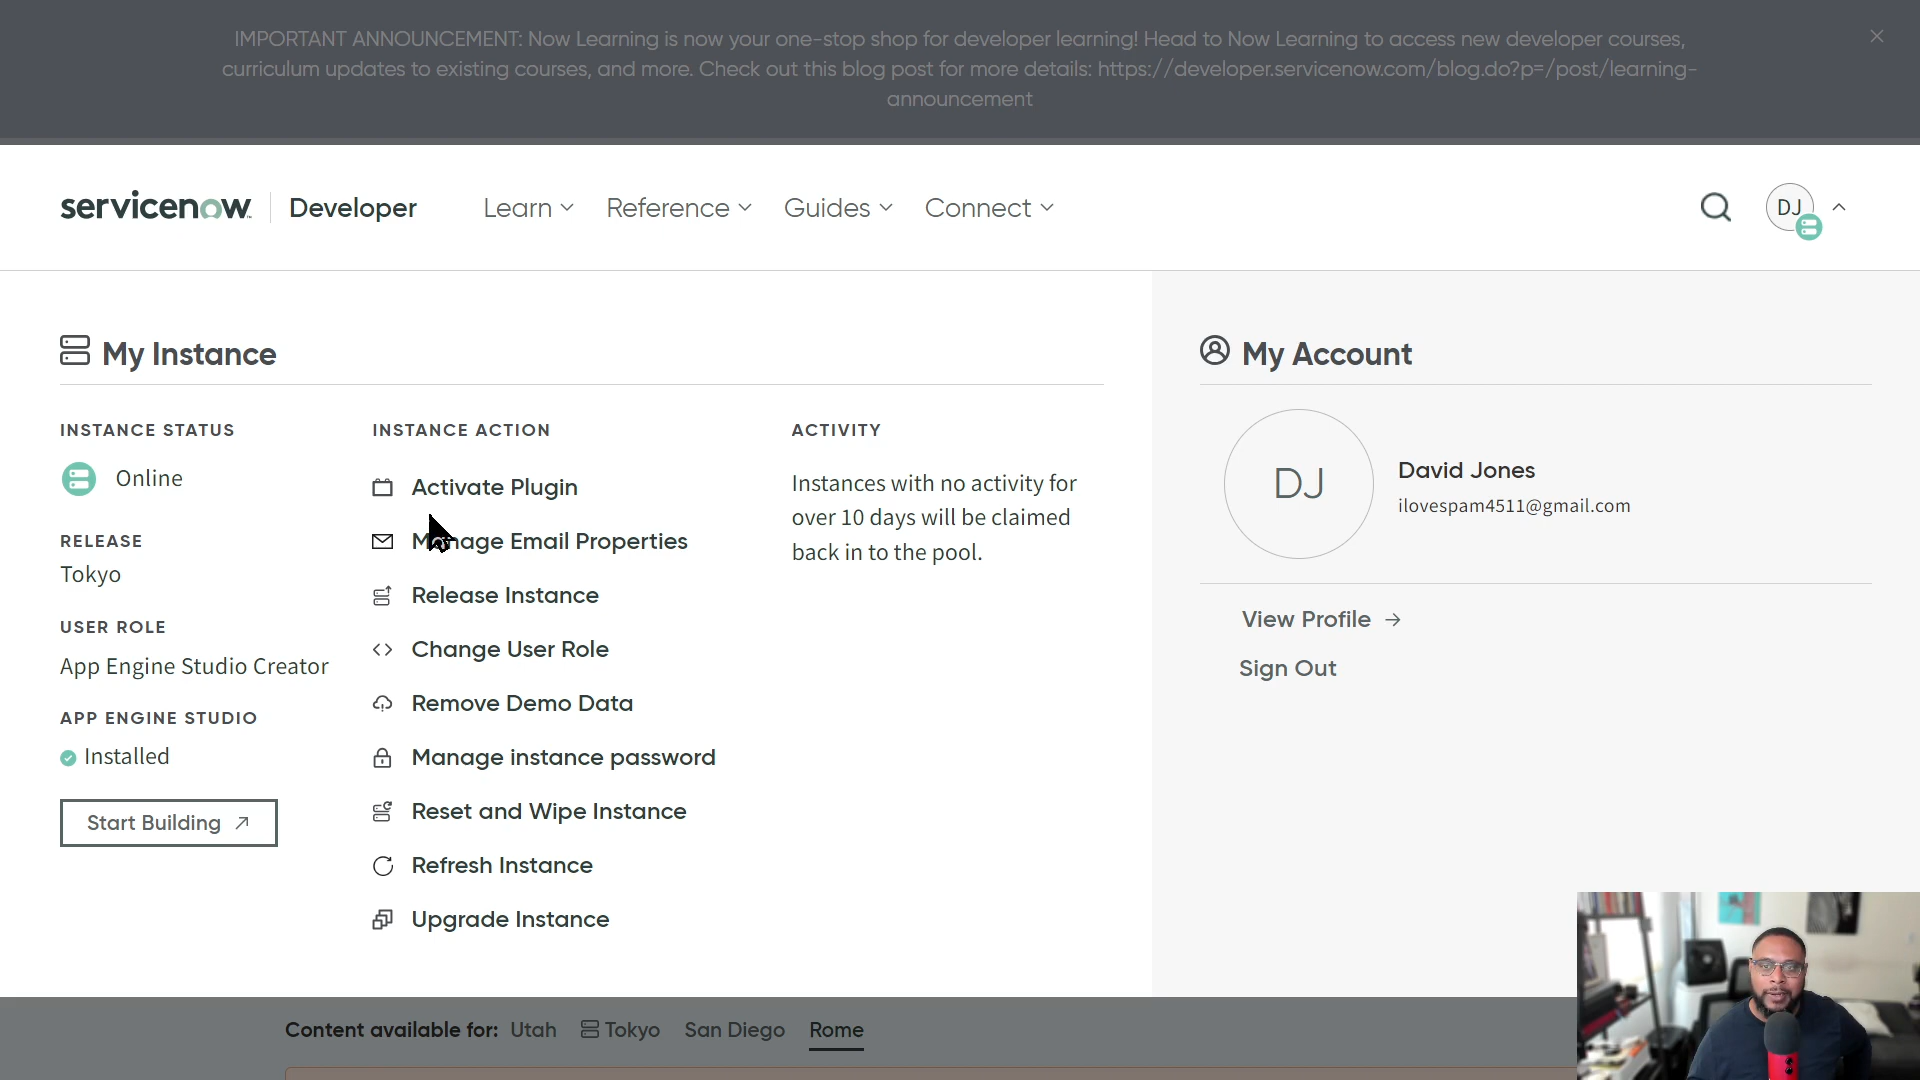 IMPORTANT ANNOUNCEMENT: Now Learning is now your one-stop shop for developer learning! Head to Now Learning to access new developer courses,
curriculum updates to existing courses, and more. Check out this blog post for more details: https://developer.servicenow.com/blog.do?p=/post/learning-
announcement
servicenow Developer Learn Reference Guides Connect DJ
My Instance
INSTANCE STATUS
Online
RELEASE
Tokyo
USER ROLE
App Engine Studio Creator
APP ENGINE STUDIO
Installed
Start Building
INSTANCE ACTION
Activate Plugin
Manage Email Properties
Release Instance
Change User Role
Remove Demo Data
Manage instance password
Reset and Wipe Instance
Refresh Instance
Upgrade Instance
ACTIVITY
Instances with no activity for
over 10 days will be claimed
back in to the pool.
My Account
DJ
David Jones
ilovespam4511@gmail.com
View Profile
Sign Out
Content available for: Utah Tokyo San Diego Rome